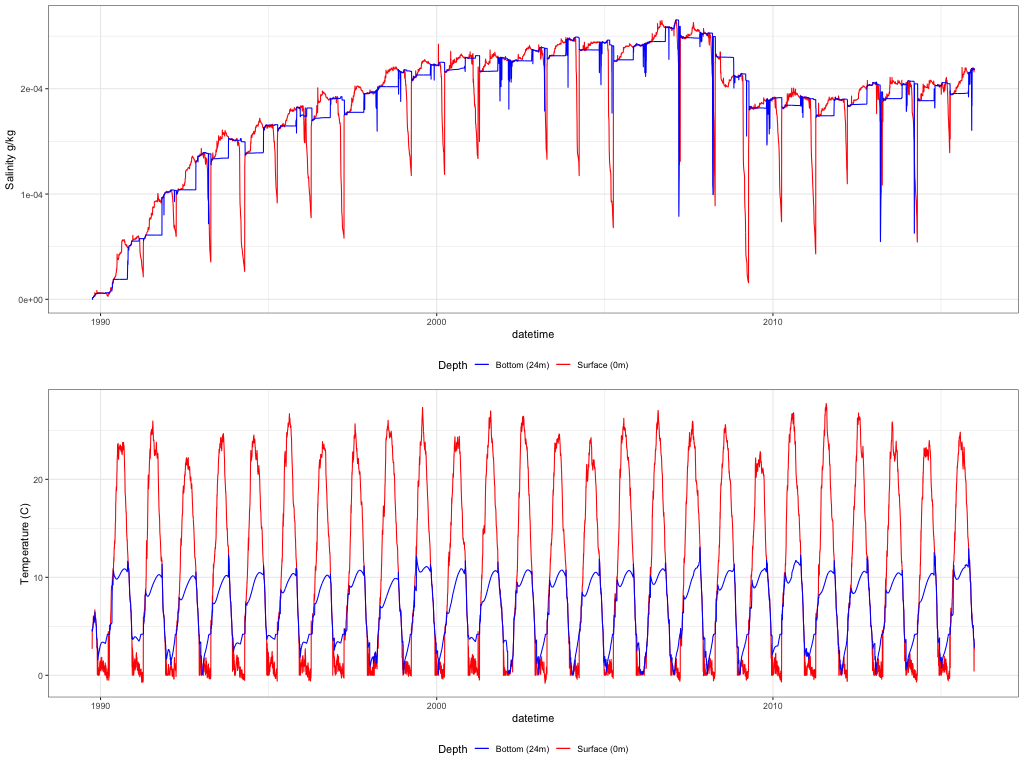 Salinity g/kg
2e-04
1e-04
0e+00
1990 2000 2010
datetime
Depth Bottom (24m) Surface (0m)
Temperature (C)
20
10
0
1990 2000 2010
datetime
Depth Bottom (24m) Surface (0m)